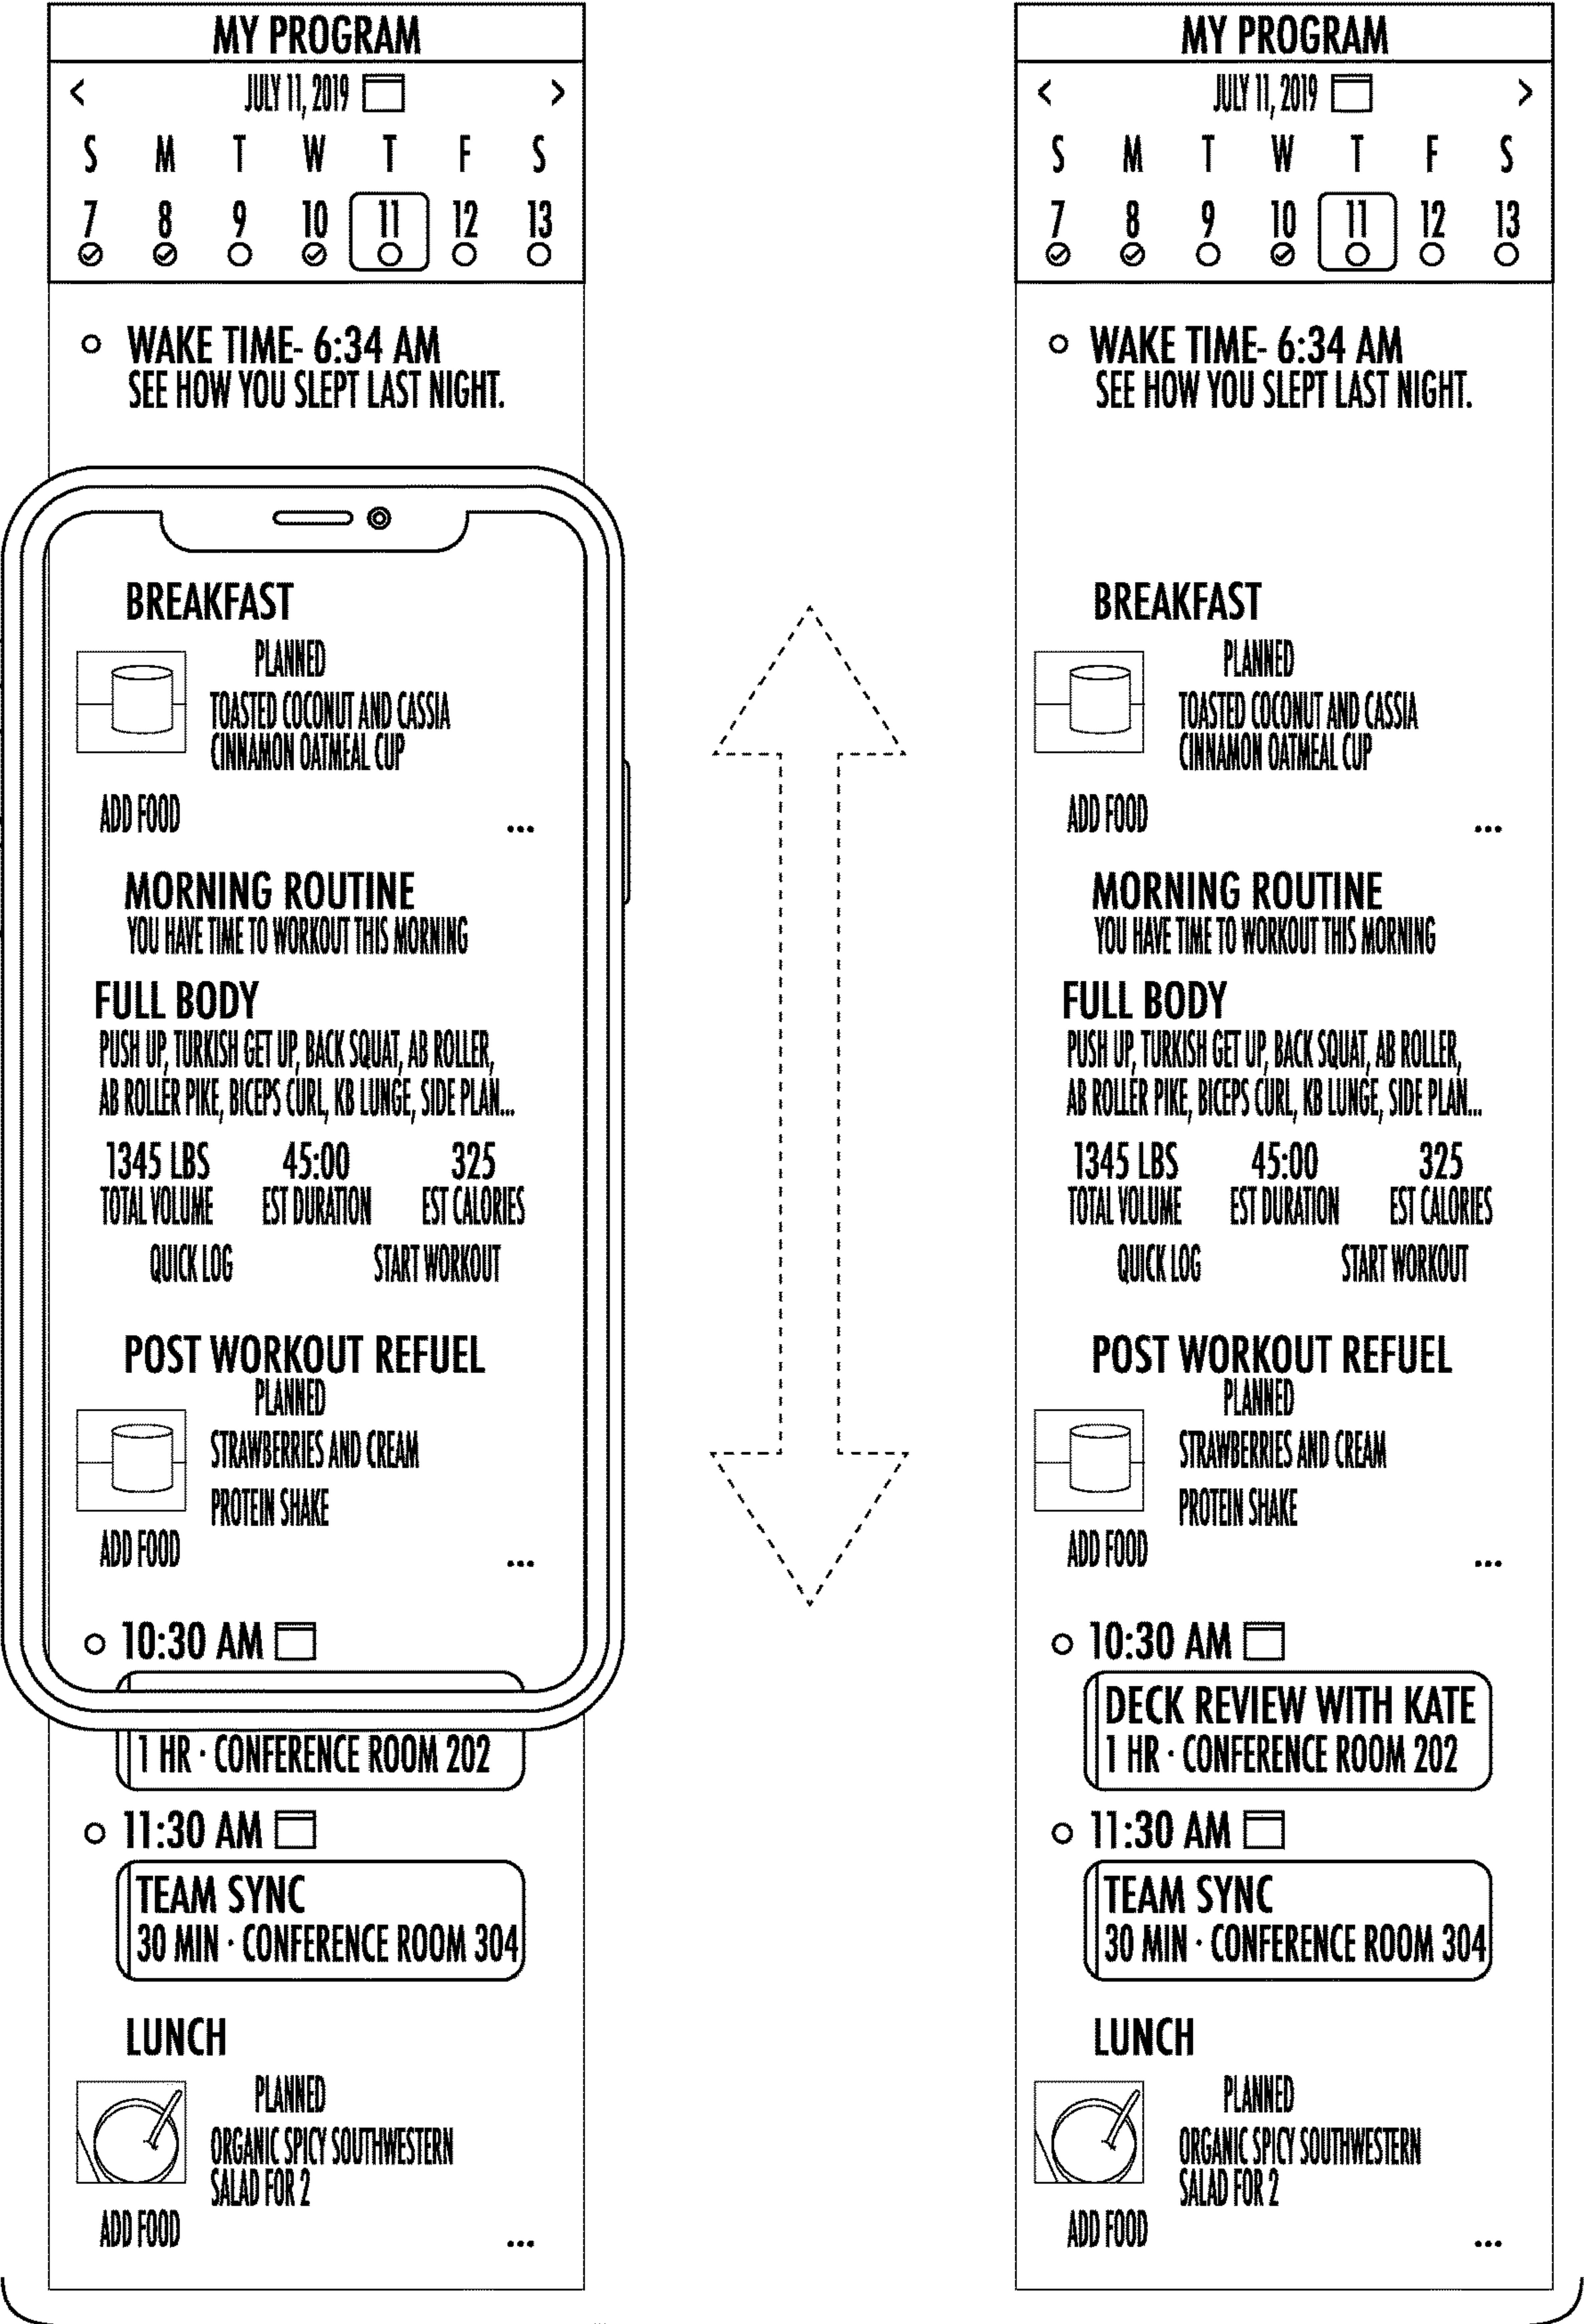 MY PROGRAM
< JULY 11, 2019 >
S M T W T F S
7 8 9 10 11 12 13
WAKE TIME- 6:34 AM
SEE HOW YOU SLEPT LAST NIGHT.
BREAKFAST
PLANNED
TOASTED COCONUT AND CASSIA
CINNAMON OATMEAL CUP
ADD FOOD ...
MORNING ROUTINE
YOU HAVE TIME TO WORKOUT THIS MORNING
FULL BODY
PUSH UP, TURKISH GET UP, BACK SQUAT, AB ROLLER,
AB ROLLER PIKE, BICEPS CURL, KB LUNGE, SIDE PLAN...
1345 LBS 45:00 325
TOTAL VOLUME EST DURATION EST CALORIES
QUICK LOG START WORKOUT
POST WORKOUT REFUEL
PLANNED
STRAWBERRIES AND CREAM
PROTEIN SHAKE
ADD FOOD ...
10:30 AM
1 HR · CONFERENCE ROOM 202
11:30 AM
TEAM SYNC
30 MIN · CONFERENCE ROOM 304
LUNCH
PLANNED
ORGANIC SPICY SOUTHWESTERN
SALAD FOR 2
ADD FOOD ...
MY PROGRAM
< JULY 11, 2019 >
S M T W T F S
7 8 9 10 11 12 13
WAKE TIME- 6:34 AM
SEE HOW YOU SLEPT LAST NIGHT.
BREAKFAST
PLANNED
TOASTED COCONUT AND CASSIA
CINNAMON OATMEAL CUP
ADD FOOD ...
MORNING ROUTINE
YOU HAVE TIME TO WORKOUT THIS MORNING
FULL BODY
PUSH UP, TURKISH GET UP, BACK SQUAT, AB ROLLER,
AB ROLLER PIKE, BICEPS CURL, KB LUNGE, SIDE PLAN...
1345 LBS 45:00 325
TOTAL VOLUME EST DURATION EST CALORIES
QUICK LOG START WORKOUT
POST WORKOUT REFUEL
PLANNED
STRAWBERRIES AND CREAM
PROTEIN SHAKE
ADD FOOD ...
10:30 AM
DECK REVIEW WITH KATE
1 HR · CONFERENCE ROOM 202
11:30 AM
TEAM SYNC
30 MIN · CONFERENCE ROOM 304
LUNCH
PLANNED
ORGANIC SPICY SOUTHWESTERN
SALAD FOR 2
ADD FOOD ...